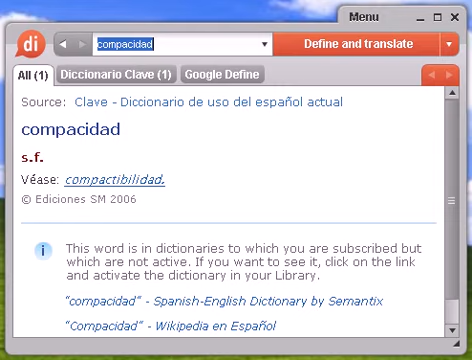 Menu
di
compacidad
Define and translate
All (1)
Diccionario Clave (1)
Google Define
Source: Clave - Diccionario de uso del español actual
compacidad
s.f.
Véase: compactibilidad.
© Ediciones SM 2006
i
This word is in dictionaries to which you are subscribed but
which are not active. If you want to see it, click on the link
and activate the dictionary in your Library.
“compacidad” - Spanish-English Dictionary by Semantix
“Compacidad” - Wikipedia en Español